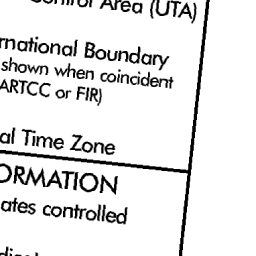 Control Area (UTA)
rnational Boundary
shown when coincident
ARTCC or FIR)
al Time Zone
ORMATION
ates controlled